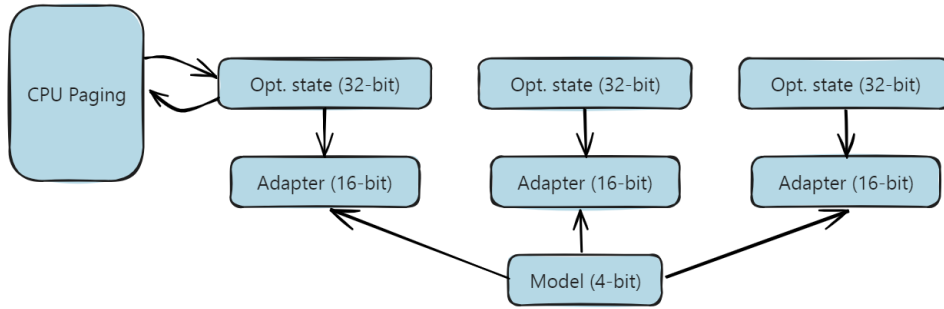 CPU Paging
Opt. state (32-bit)
Opt. state (32-bit)
Opt. state (32-bit)
Adapter (16-bit)
Adapter (16-bit)
Adapter (16-bit)
Model (4-bit)